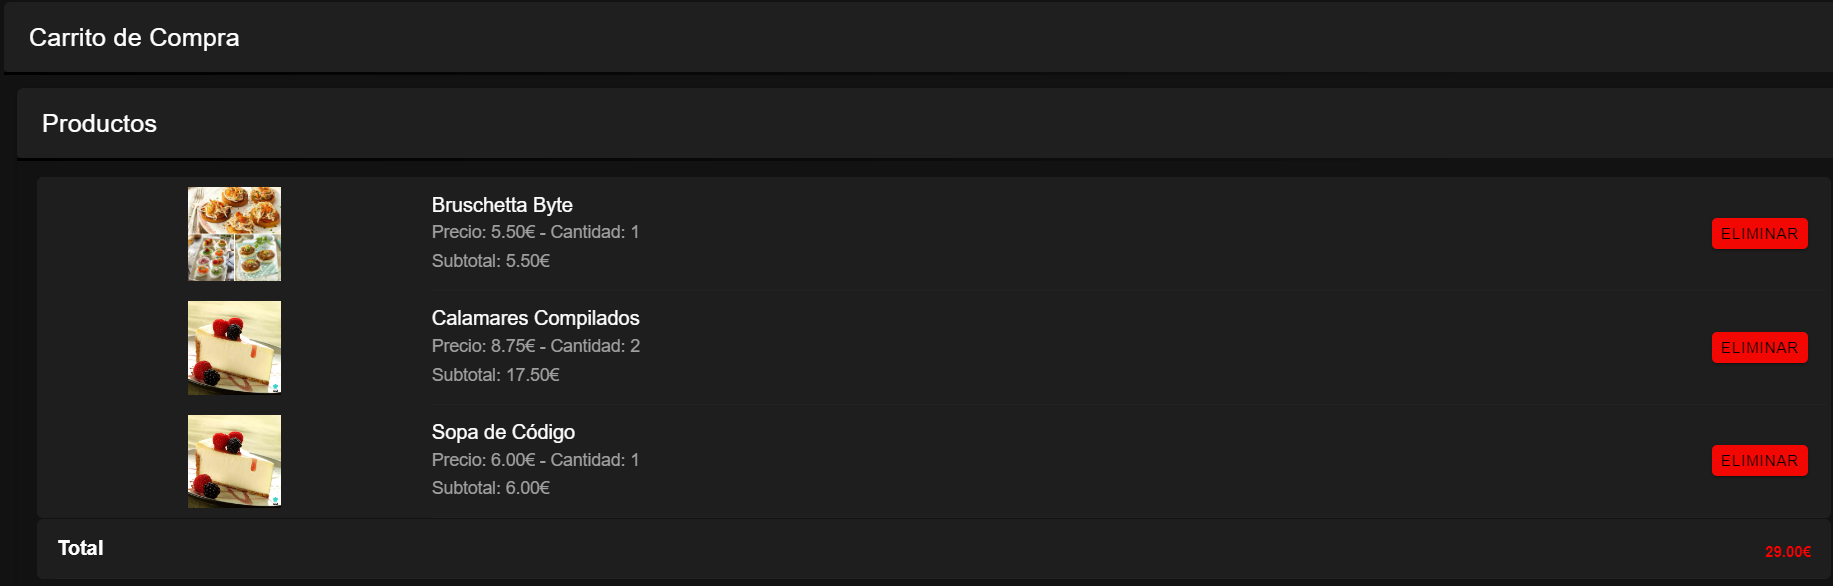 Carrito de Compra
Productos
Bruschetta Byte
Precio: 5.50€ - Cantidad: 1
Subtotal: 5.50€
ELIMINAR
Calamares Compilados
Precio: 8.75€ - Cantidad: 2
Subtotal: 17.50€
ELIMINAR
Sopa de Código
Precio: 6.00€ - Cantidad: 1
Subtotal: 6.00€
ELIMINAR
Total
29.00€